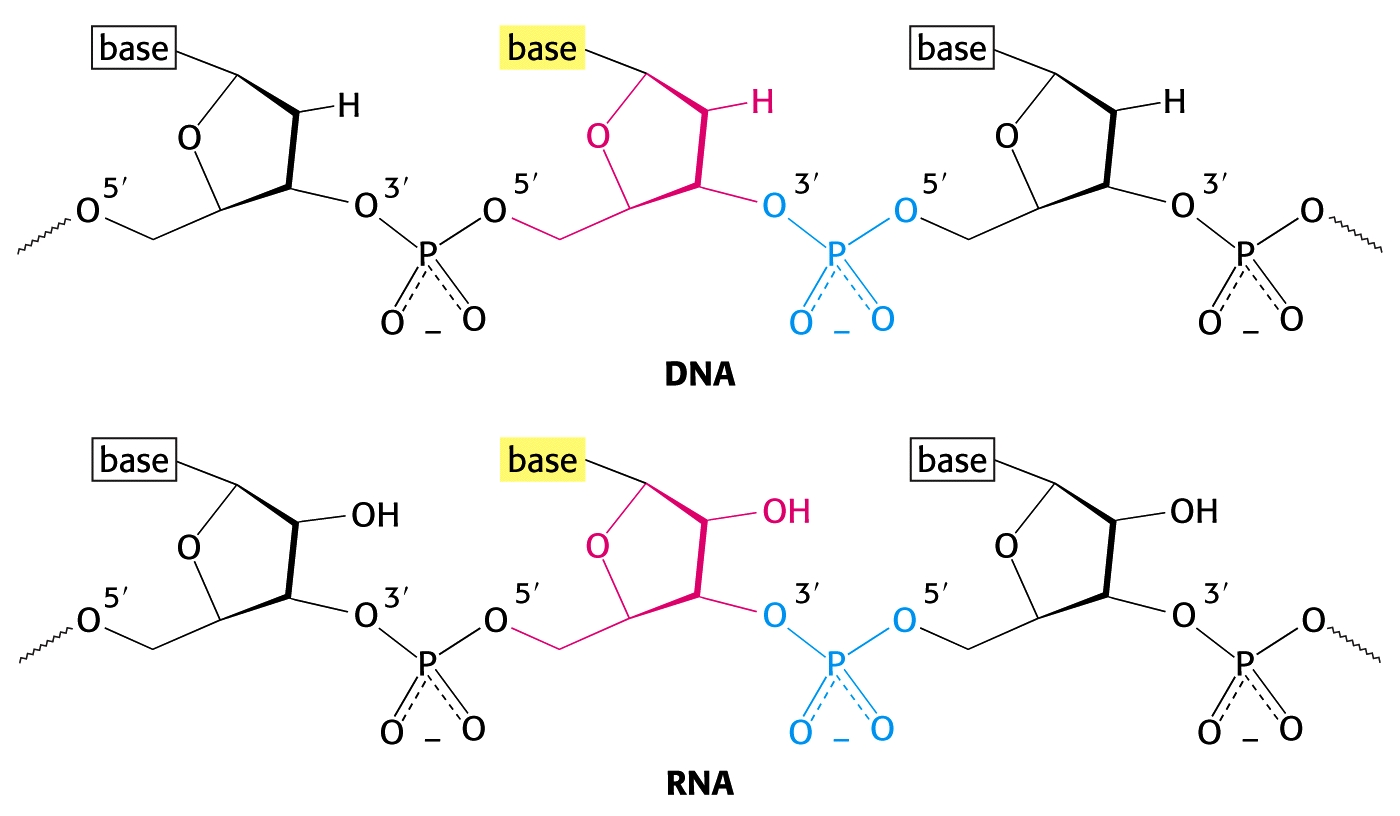 base base base
H H H
O O O
O 5′ O 3′ O 5′ O 3′ O 5′ O 3′ O
P P P
O – O O – O O – O
DNA
base base base
OH OH OH
O O O
O 5′ O 3′ O 5′ O 3′ O 5′ O 3′ O
P P P
O – O O – O O – O
RNA